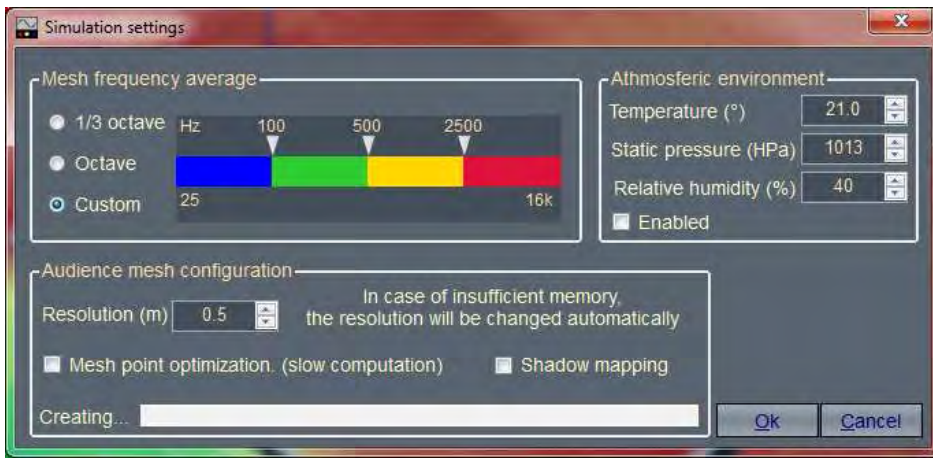 Simulation settings
Mesh frequency average
1/3 octave
Octave
Custom
Hz 100 500 2500
25 16k
Athmosferic environment
Temperature (°) 21.0
Static pressure (HPa) 1013
Relative humidity (%) 40
Enabled
Audience mesh configuration
Resolution (m) 0.5
In case of insufficient memory,
the resolution will be changed automatically
Mesh point optimization. (slow computation) Shadow mapping
Creating...
Ok Cancel